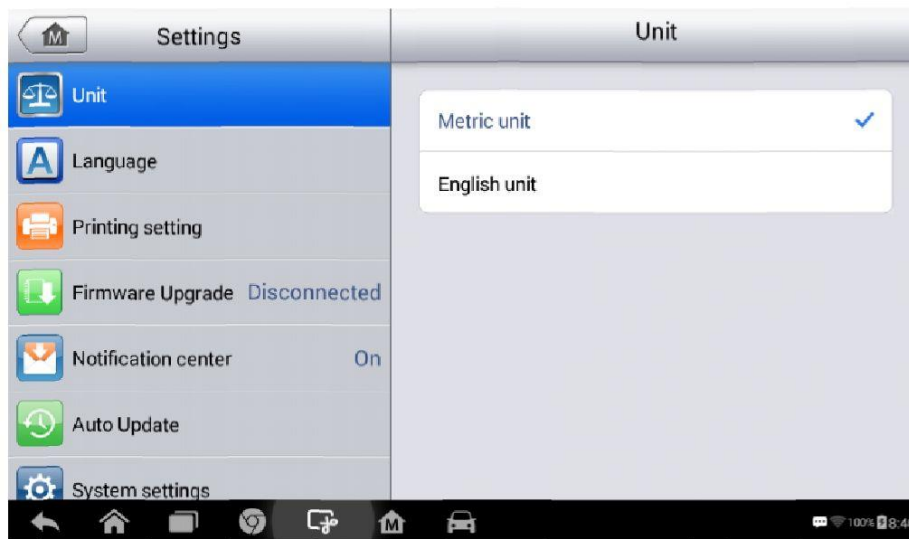 M
Settings
Unit
Unit
Metric unit
English unit
A
Language
Printing setting
Firmware Upgrade Disconnected
Notification center On
Auto Update
System settings
M
100%